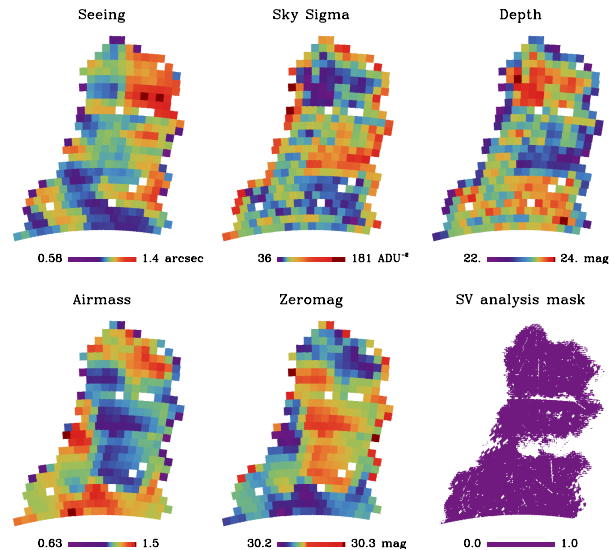 Seeing
Sky Sigma
Depth
0.58 1.4 arcsec
36 181 ADU⁻²
22. 24. mag
Airmass
Zeromag
SV analysis mask
0.63 1.5
30.2 30.3 mag
0.0 1.0